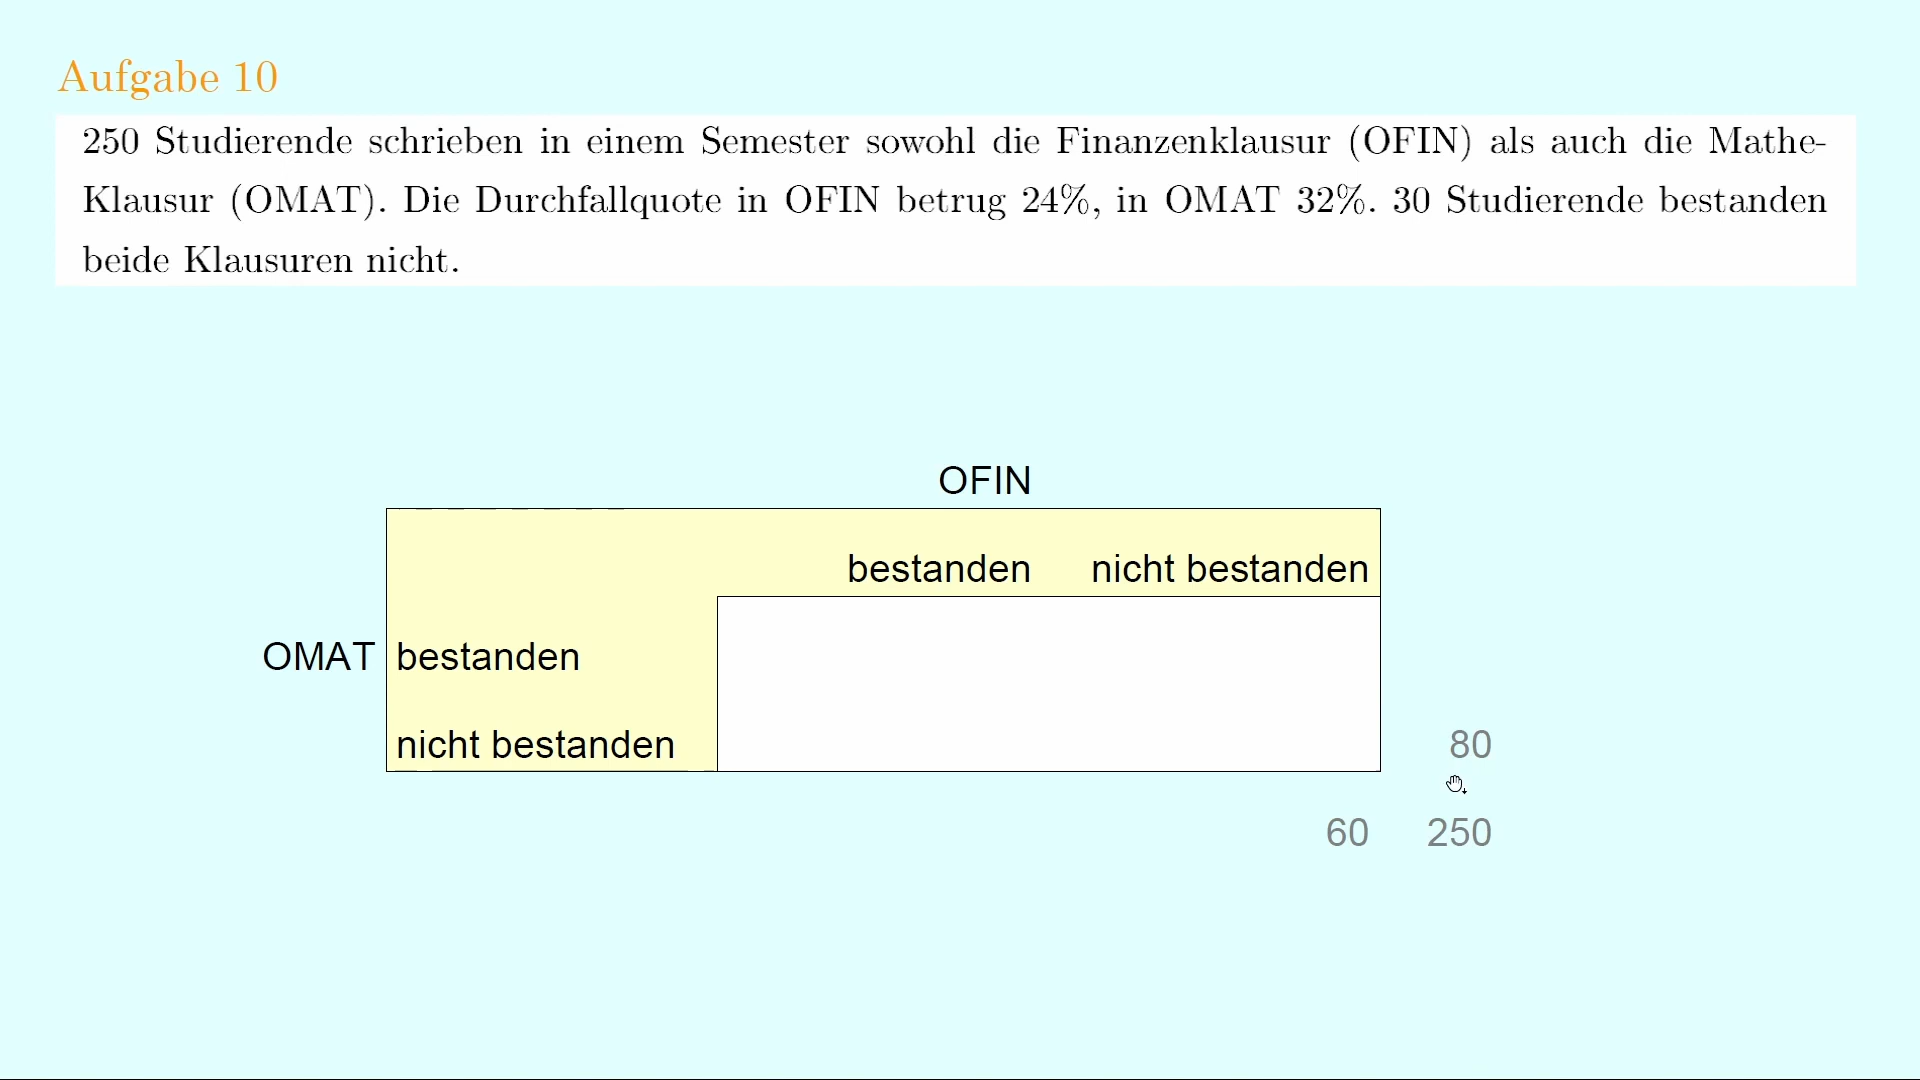 Aufgabe 10
250 Studierende schrieben in einem Semester sowohl die Finanzenklausur (OFIN) als auch die Mathe-
Klausur (OMAT). Die Durchfallquote in OFIN betrug 24%, in OMAT 32%. 30 Studierende bestanden
beide Klausuren nicht.
OFIN
bestanden nicht bestanden
OMAT bestanden
nicht bestanden 80
60 250